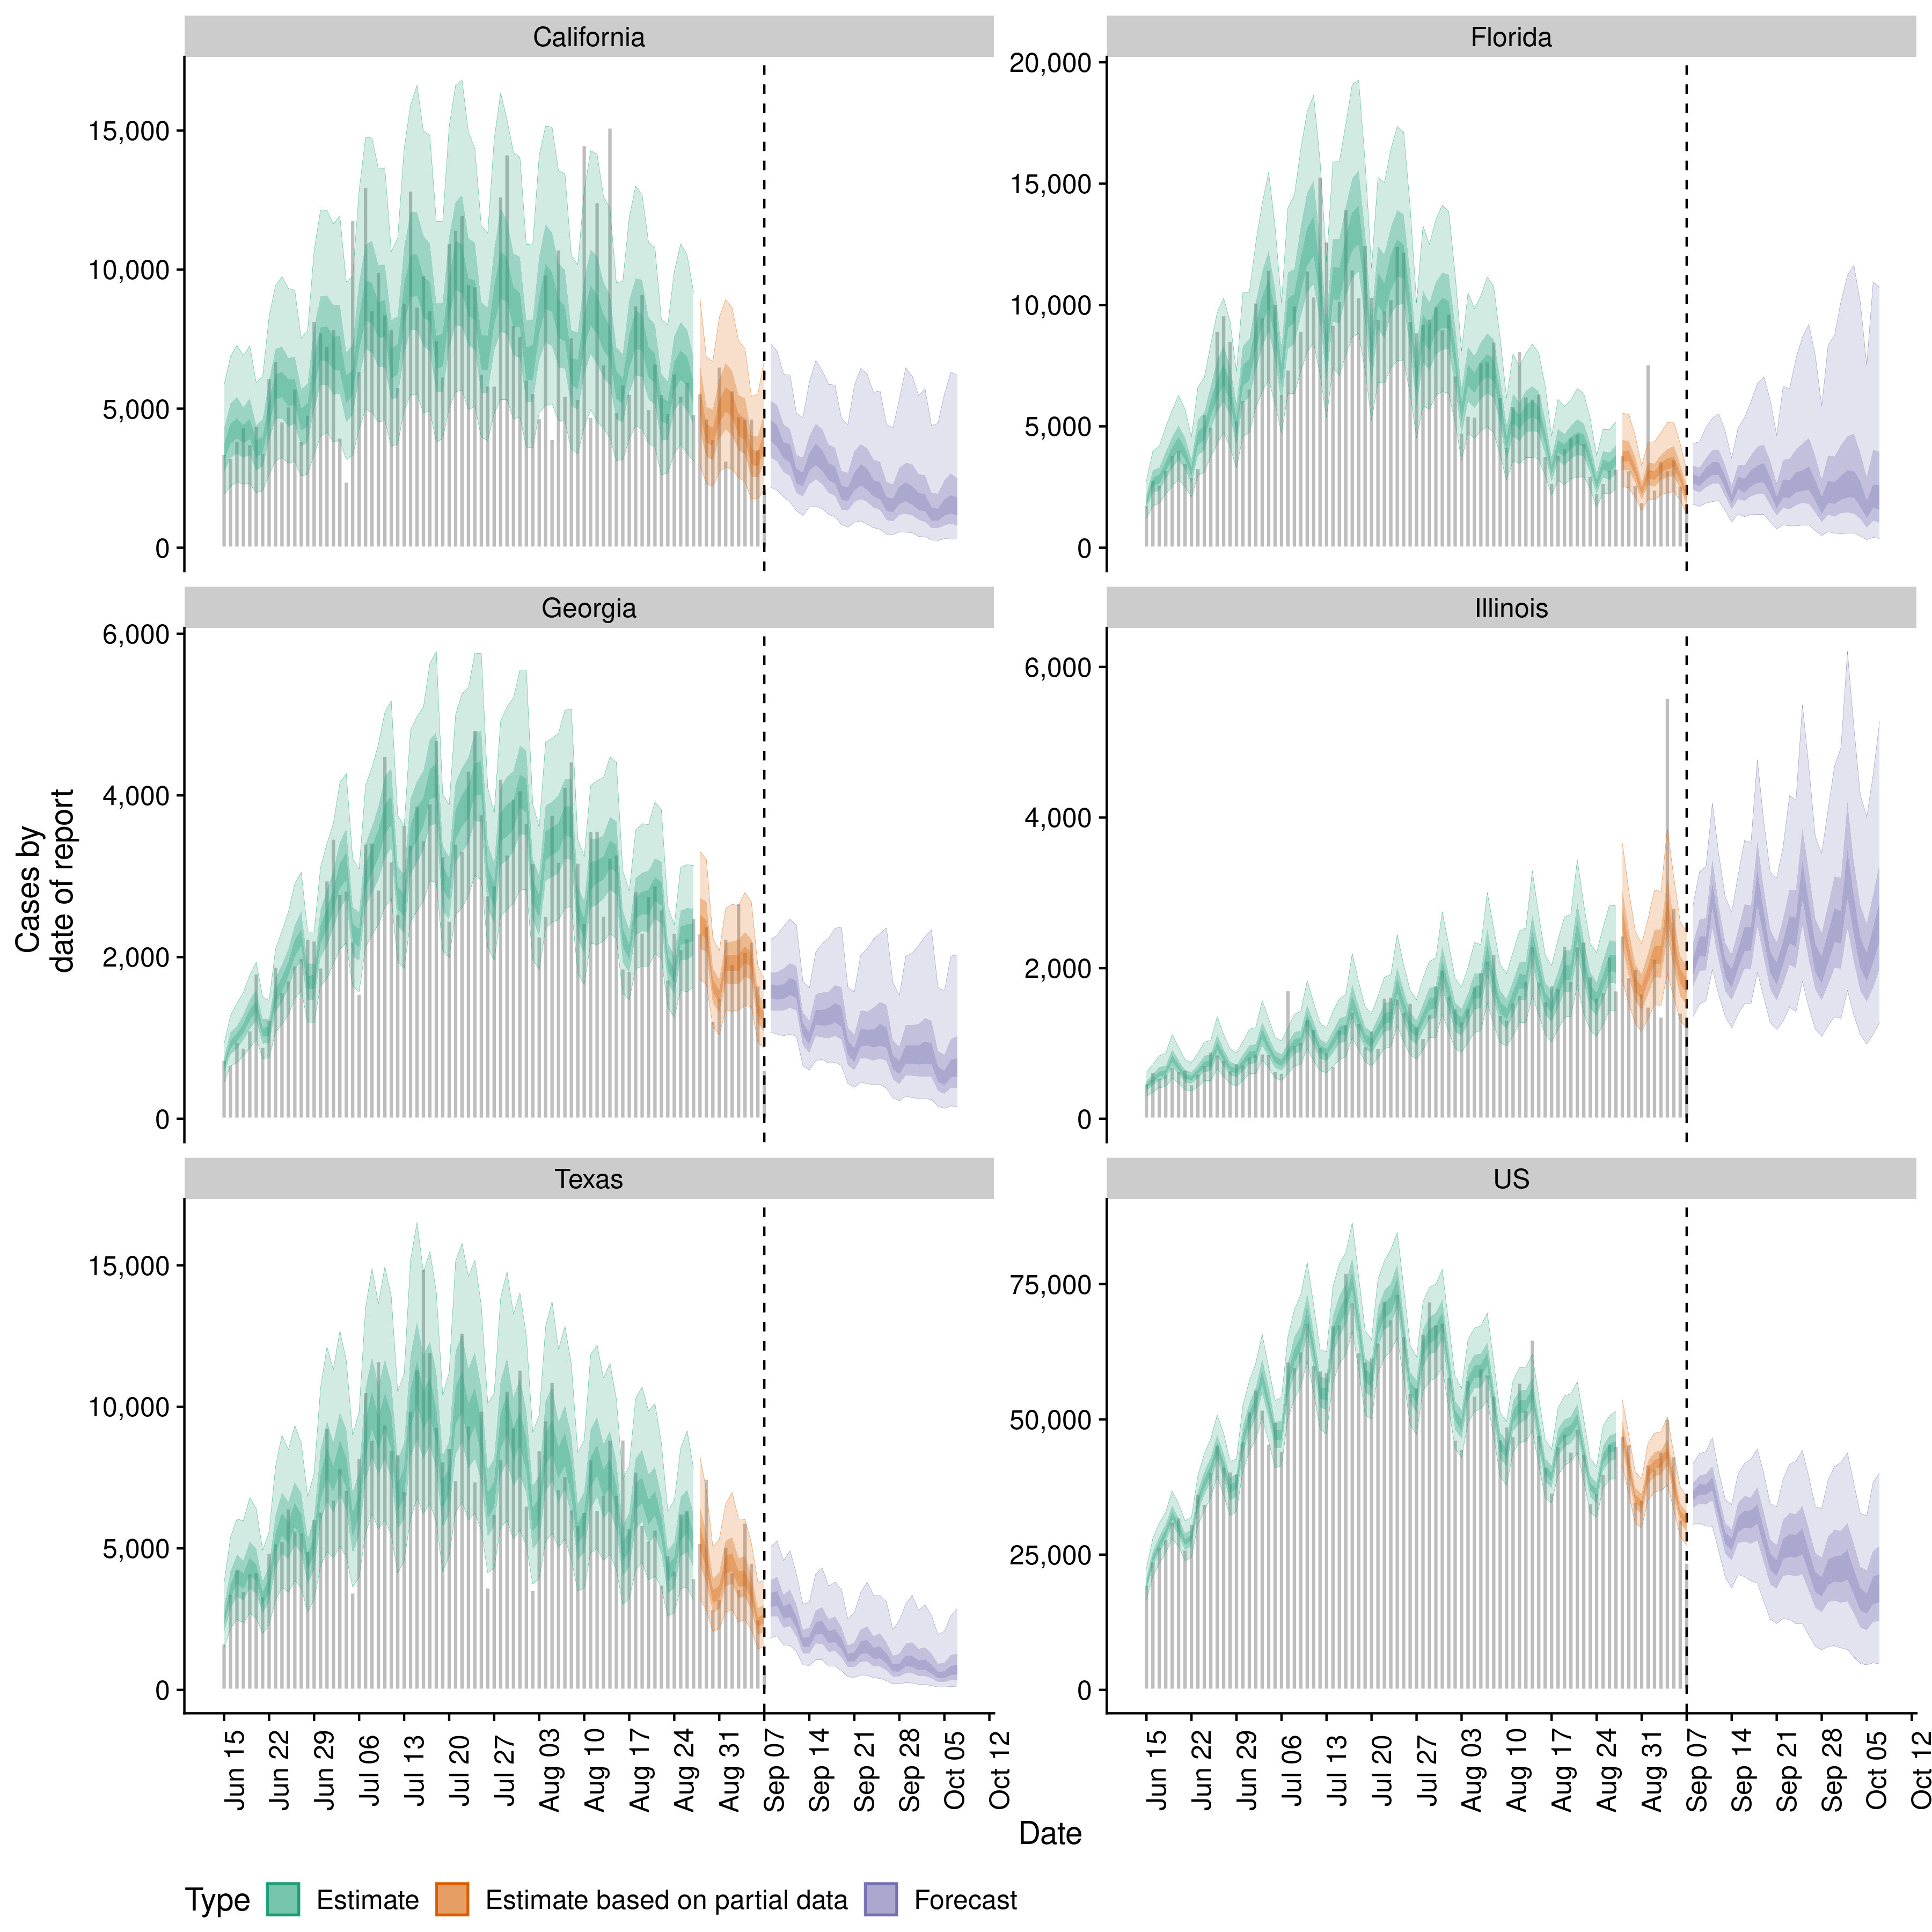 California
Florida
15,000
10,000
5,000
0
20,000
15,000
10,000
5,000
0
Georgia
Illinois
6,000
4,000
2,000
0
6,000
4,000
2,000
0
Cases by
date of report
Texas
US
15,000
10,000
5,000
0
75,000
50,000
25,000
0
Jun 15
Jun 22
Jun 29
Jul 06
Jul 13
Jul 20
Jul 27
Aug 03
Aug 10
Aug 17
Aug 24
Aug 31
Sep 07
Sep 14
Sep 21
Sep 28
Oct 05
Oct 12
Jun 15
Jun 22
Jun 29
Jul 06
Jul 13
Jul 20
Jul 27
Aug 03
Aug 10
Aug 17
Aug 24
Aug 31
Sep 07
Sep 14
Sep 21
Sep 28
Oct 05
Oct 12
Date
Type Estimate Estimate based on partial data Forecast